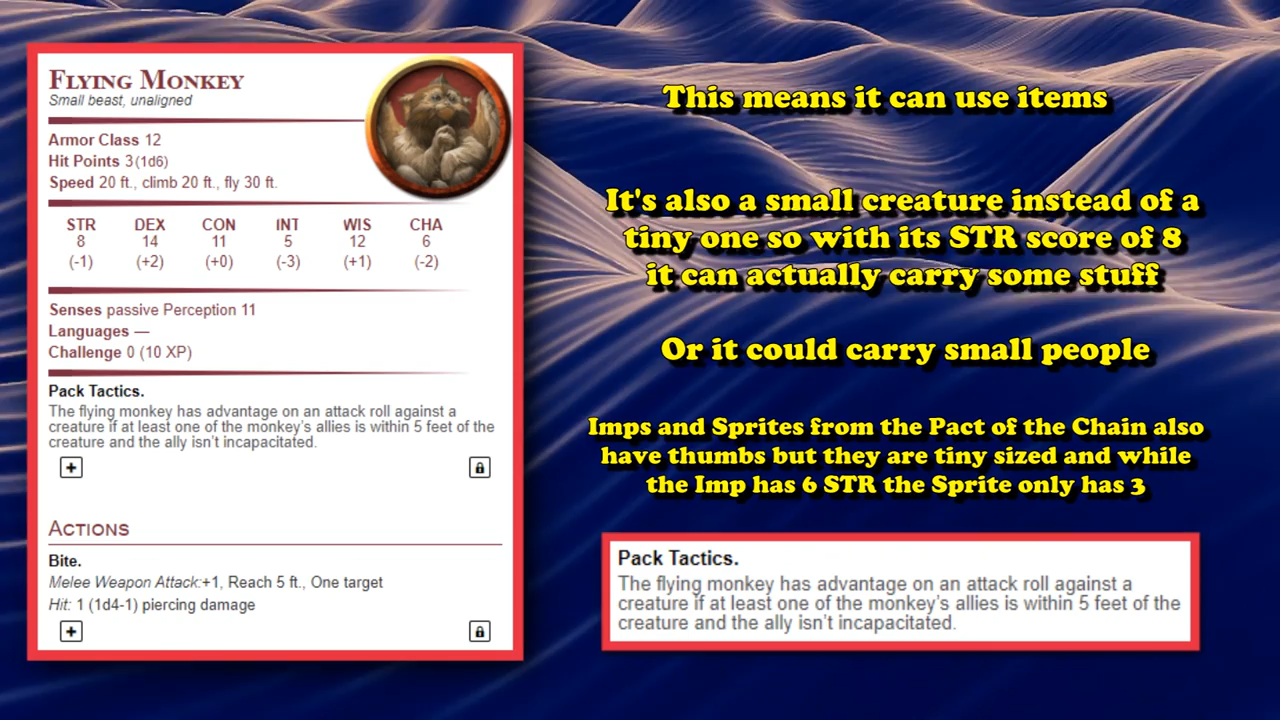 Flying Monkey
Small beast, unaligned
Armor Class 12
Hit Points 3(1d6)
Speed 20 ft., climb 20 ft., fly 30 ft.
STR DEX CON INT WIS CHA
8 14 11 5 12 6
(-1) (+2) (+0) (-3) (+1) (-2)
Senses passive Perception 11
Languages —
Challenge 0 (10 XP)
Pack Tactics.
The flying monkey has advantage on an attack roll against a
creature if at least one of the monkey's allies is within 5 feet of the
creature and the ally isn't incapacitated.
Actions
Bite.
Melee Weapon Attack:+1, Reach 5 ft., One target
Hit: 1 (1d4-1) piercing damage
This means it can use items
It's also a small creature instead of a
tiny one so with its STR score of 8
it can actually carry some stuff
Or it could carry small people
Imps and Sprites from the Pact of the Chain also
have thumbs but they are tiny sized and while
the Imp has 6 STR the Sprite only has 3
Pack Tactics.
The flying monkey has advantage on an attack roll against a
creature if at least one of the monkey's allies is within 5 feet of the
creature and the ally isn't incapacitated.